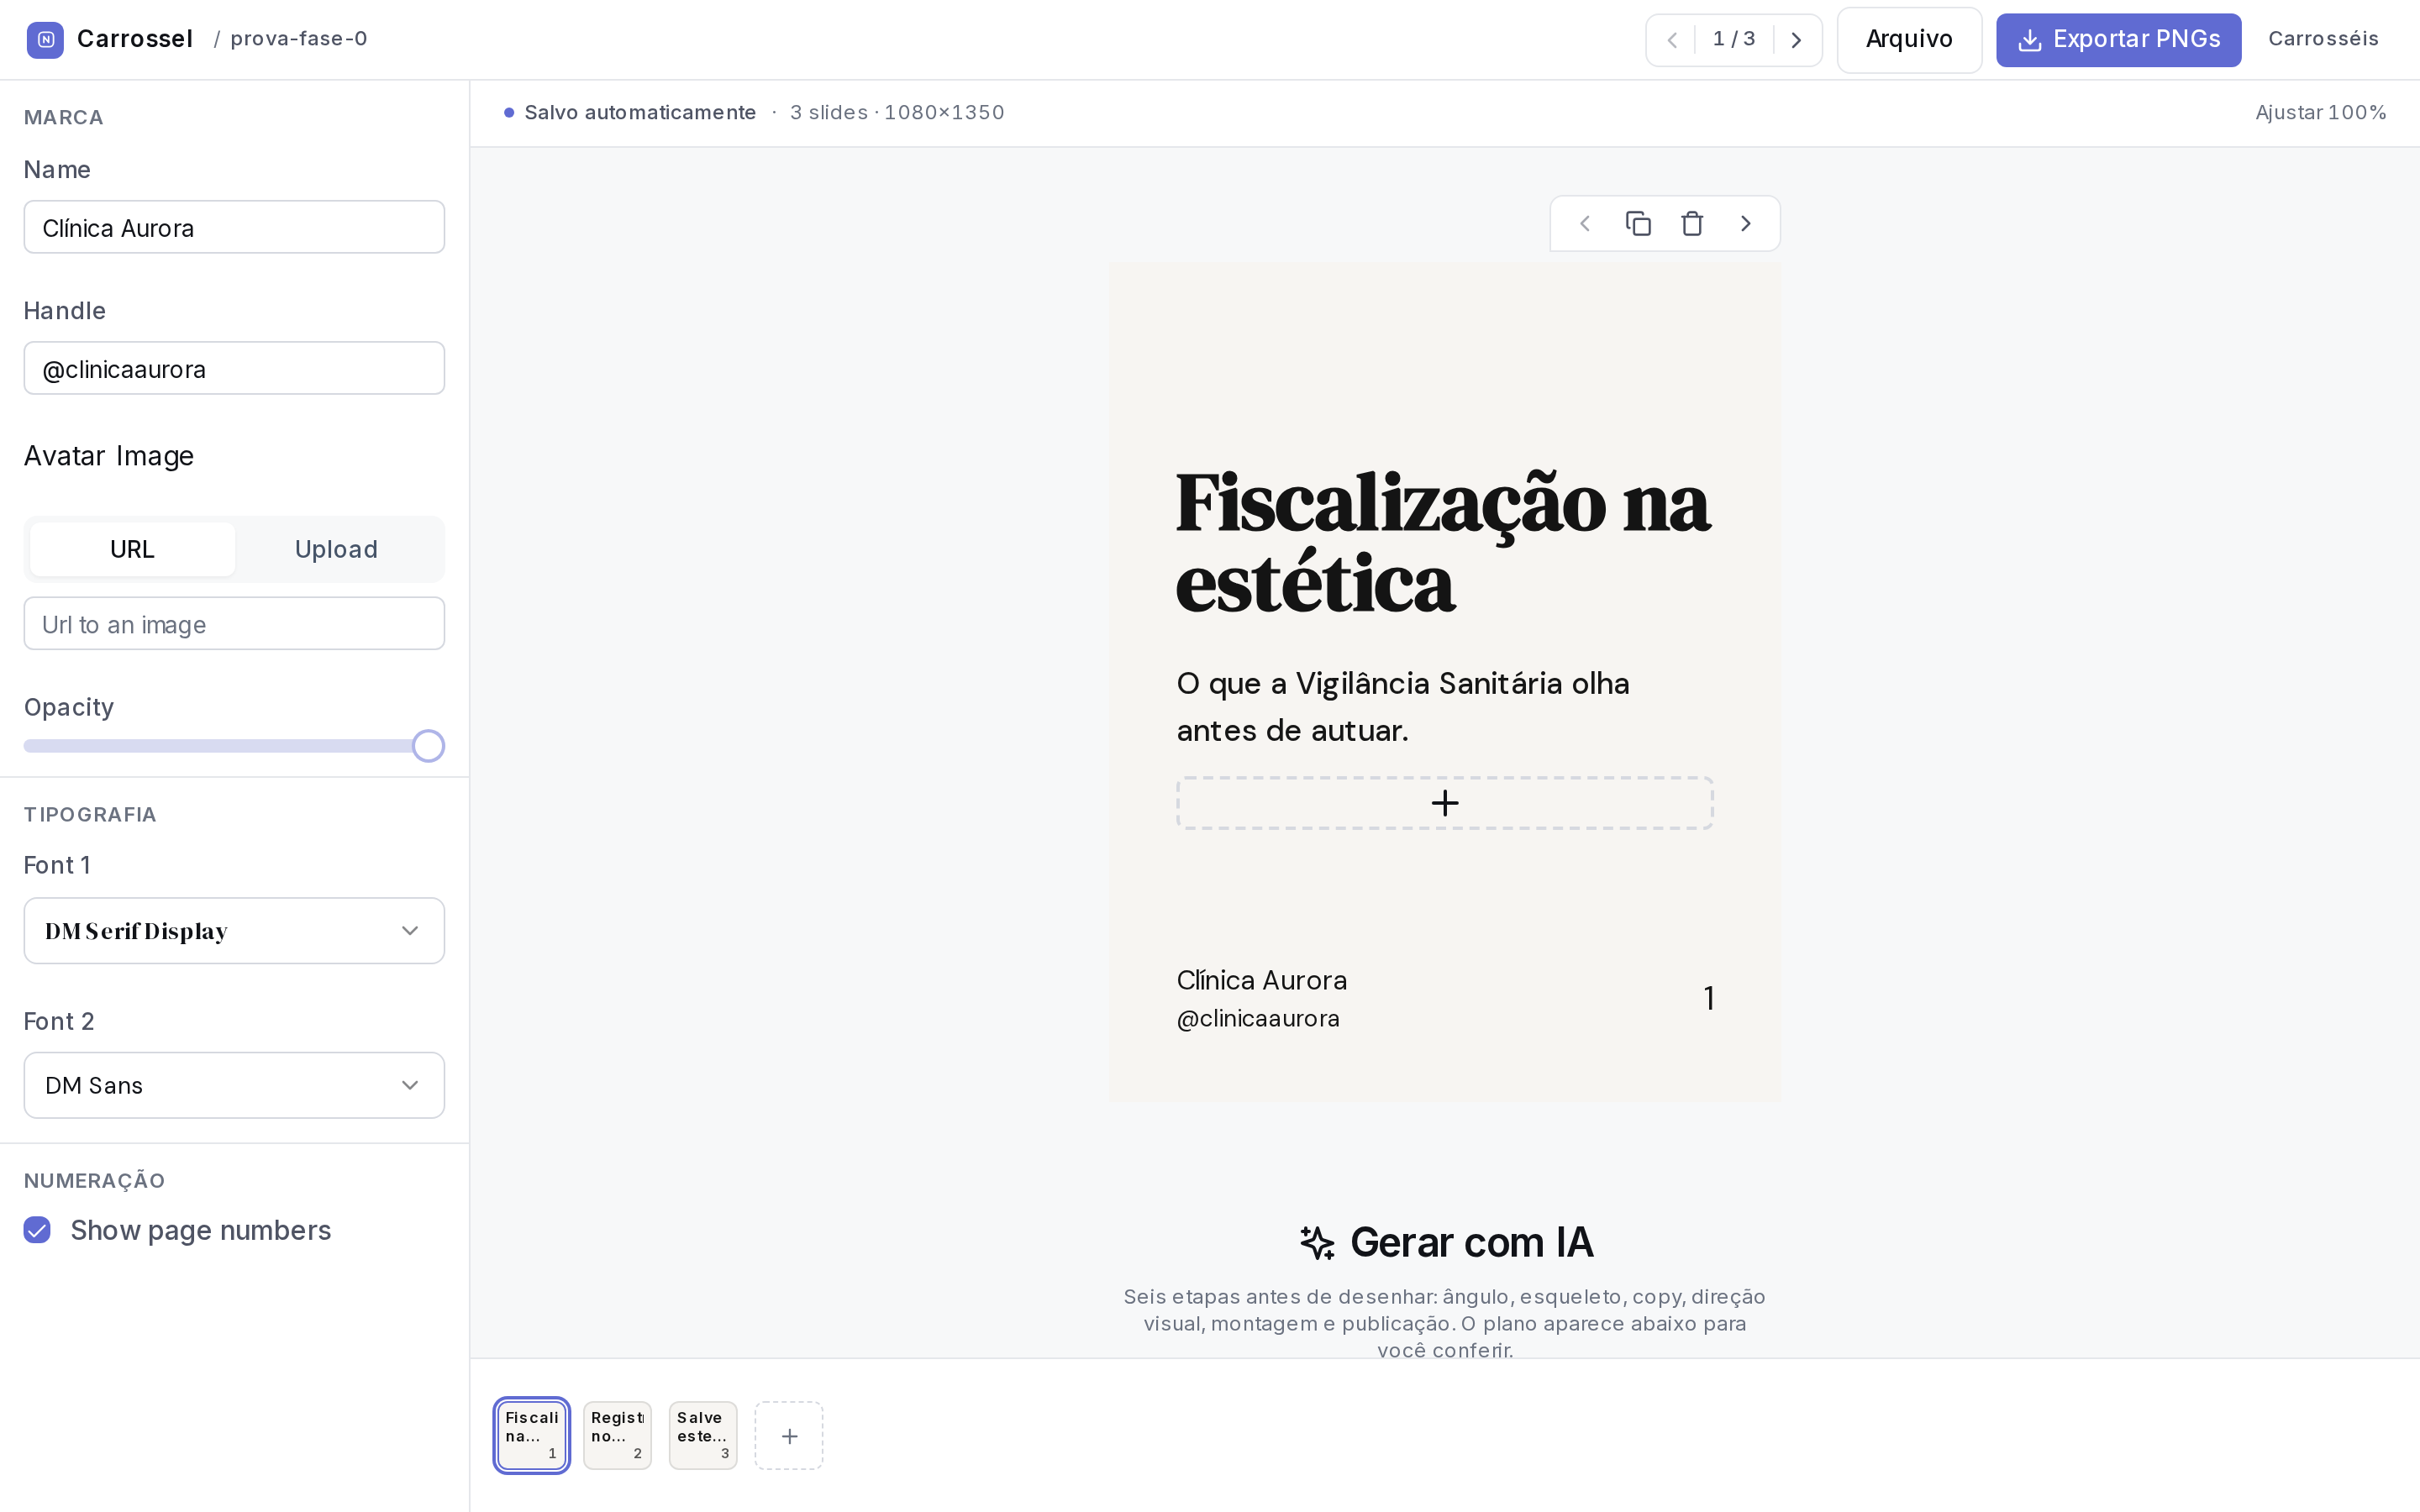 Carrossel / prova-fase-0
1 / 3
Arquivo
Exportar PNGs
Carrosséis
MARCA
Name
Clínica Aurora
Handle
@clinicaaurora
Avatar Image
URL
Upload
Url to an image
Opacity
TIPOGRAFIA
Font 1
DM Serif Display
Font 2
DM Sans
NUMERAÇÃO
Show page numbers
Salvo automaticamente · 3 slides · 1080×1350
Ajustar 100%
Fiscalização na
estética
O que a Vigilância Sanitária olha
antes de autuar.
Clínica Aurora
@clinicaaurora
1
Gerar com IA
Seis etapas antes de desenhar: ângulo, esqueleto, copy, direção
visual, montagem e publicação. O plano aparece abaixo para
você conferir.
Fiscali
na...
1
Regist
no...
2
Salve
este...
3